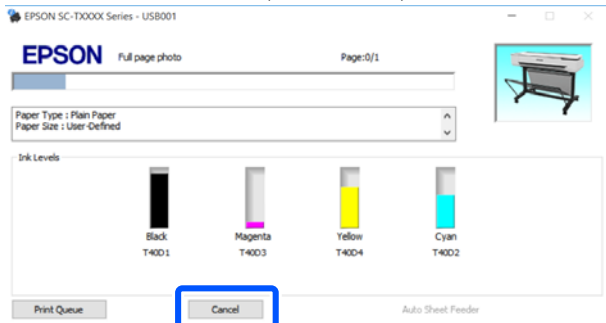 EPSON SC-TXXXX Series - USB001
EPSON Full page photo Page:0/1
Paper Type : Plain Paper
Paper Size : User-Defined
Ink Levels
Black Magenta Yellow Cyan
T40D1 T40D3 T40D4 T40D2
Print Queue Cancel Auto Sheet Feeder